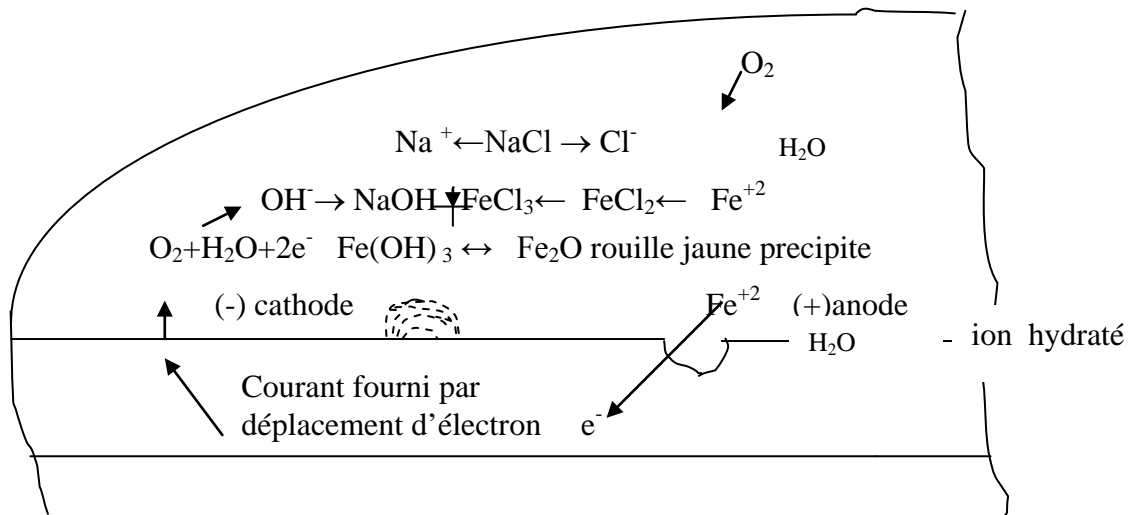 O₂
Na ⁺←NaCl → Cl⁻
H₂O
OH⁻→ NaOH FeCl₃← FeCl₂← Fe⁺²
O₂+H₂O+2e⁻ Fe(OH) ₃ ↔ Fe₂O rouille jaune precipite
(-) cathode Fe⁺² (+)anode
H₂O ion hydraté
Courant fourni par
déplacement d’électron e⁻